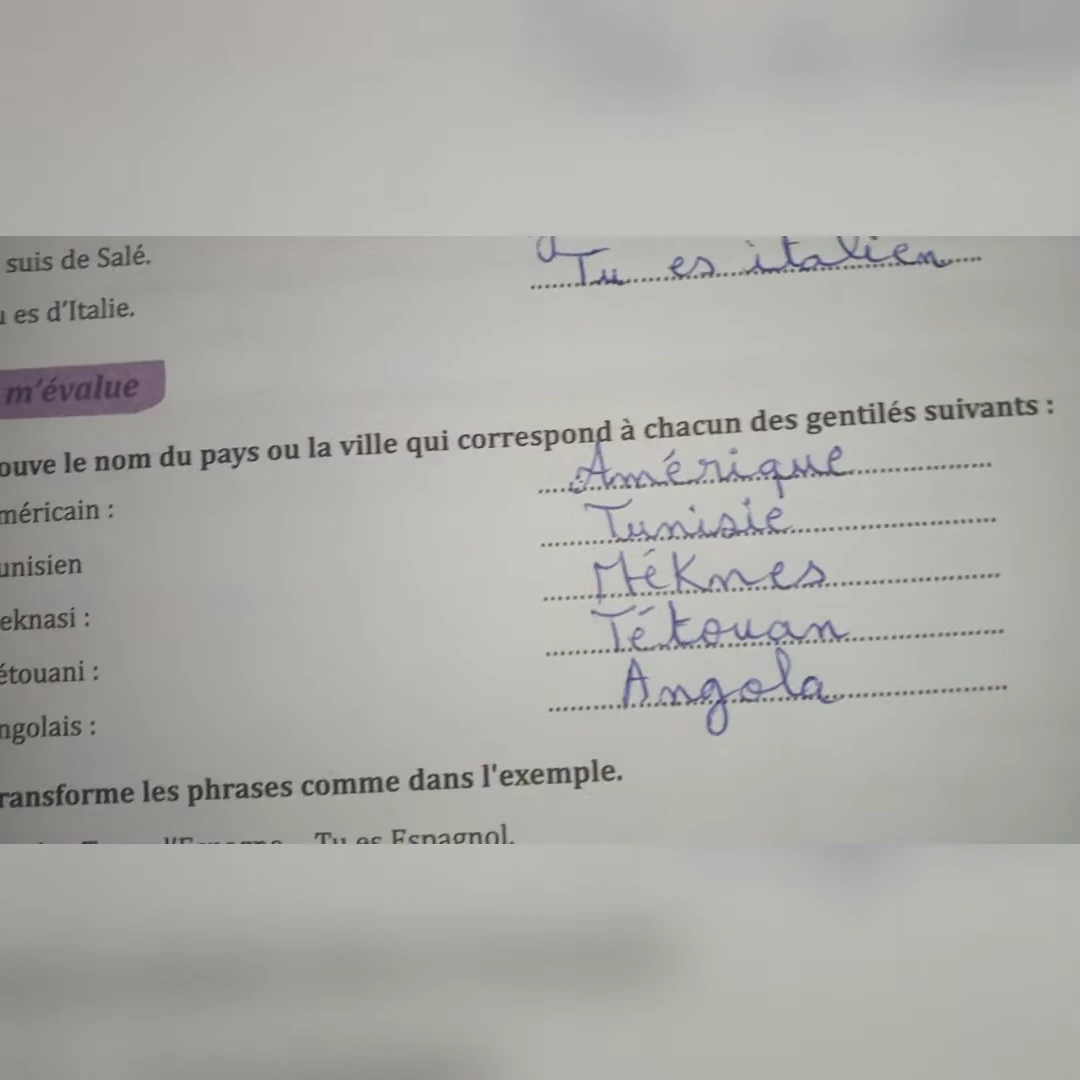 suis de Salé.
Tu es italien
es d'Italie.
m'évalue
ouve le nom du pays ou la ville qui correspond à chacun des gentilés suivants :
méricain : Amérique
unisien Tunisie
eknasi : Méknes
étouani : Tétouan
ngolais : Angola
ransforme les phrases comme dans l'exemple.
Tu es Espagnol.